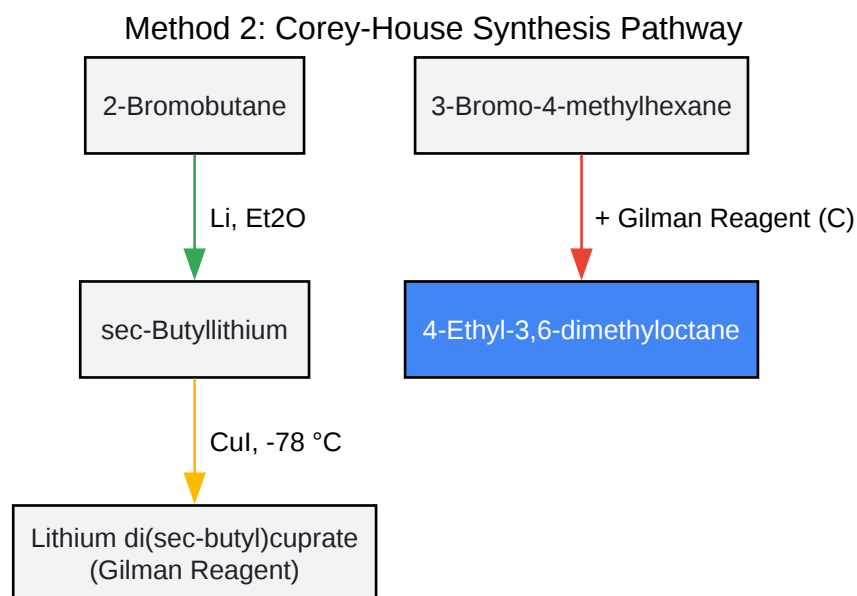 Method 2: Corey-House Synthesis Pathway
2-Bromobutane
3-Bromo-4-methylhexane
Li, Et2O
+ Gilman Reagent (C)
sec-Butyllithium
4-Ethyl-3,6-dimethyloctane
CuI, -78 °C
Lithium di(sec-butyl)cuprate
(Gilman Reagent)